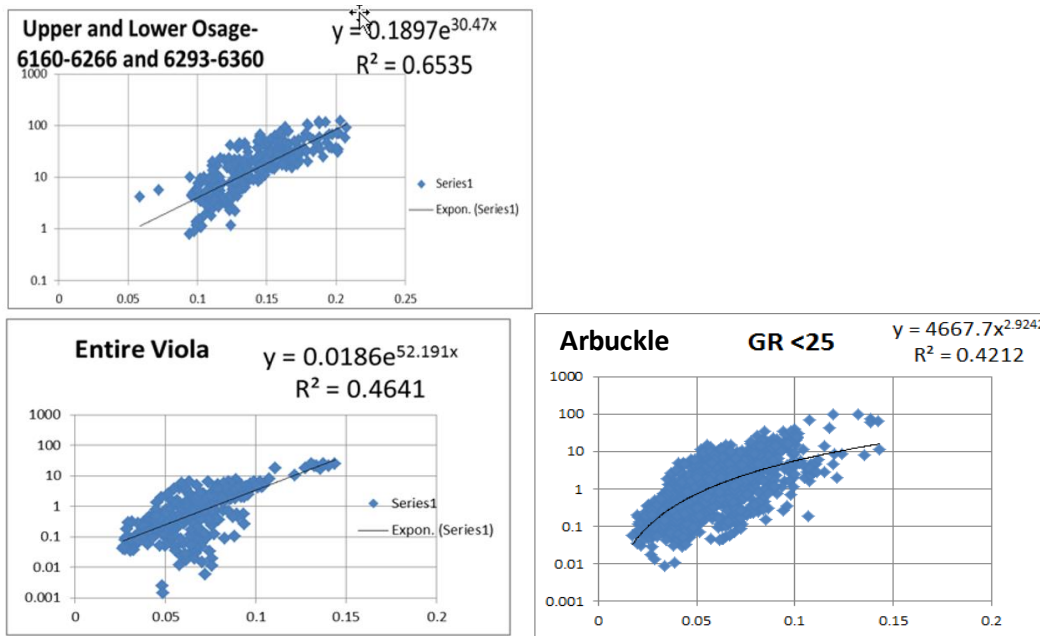 Upper and Lower Osage-
6160-6266 and 6293-6360
y = 0.1897e^30.47x
R² = 0.6535
1000
100
10
1
0.1
0 0.05 0.1 0.15 0.2 0.25
Series1
Expon. (Series1)
Entire Viola
y = 0.0186e^52.191x
R² = 0.4641
1000
100
10
1
0.1
0.01
0.001
0 0.05 0.1 0.15 0.2
Series1
Expon. (Series1)
Arbuckle GR <25
y = 4667.7x^2.9242
R² = 0.4212
1000
100
10
1
0.1
0.01
0.001
0 0.05 0.1 0.15 0.2